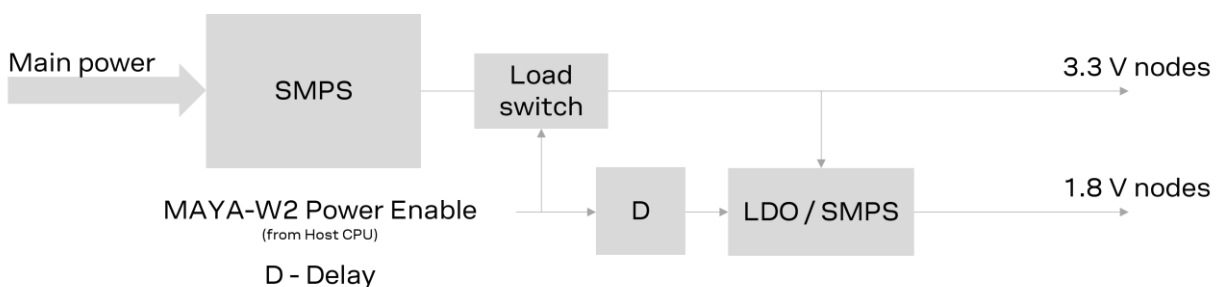 Main power
SMPS
Load
switch
3.3 V nodes
MAYA-W2 Power Enable
(from Host CPU)
D
LDO / SMPS
1.8 V nodes
D - Delay